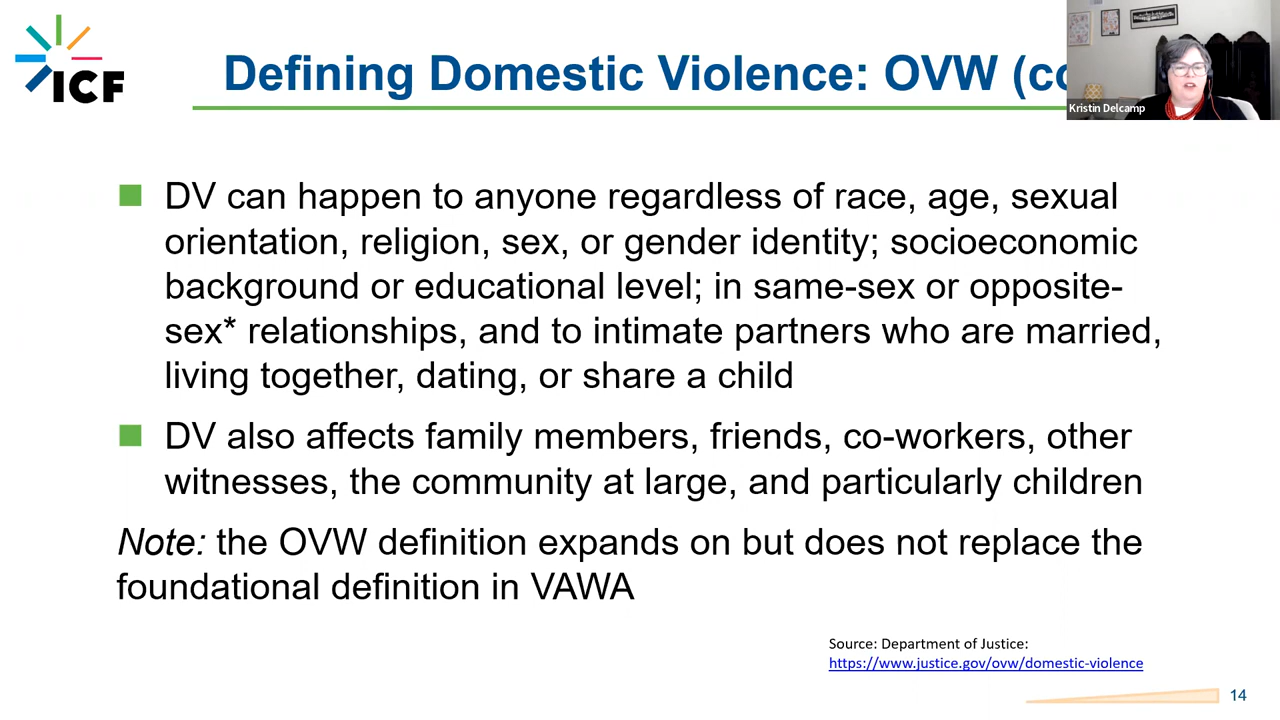 ICF
Defining Domestic Violence: OVW (co
Kristin Delcamp
DV can happen to anyone regardless of race, age, sexual
orientation, religion, sex, or gender identity; socioeconomic
background or educational level; in same-sex or opposite-
sex* relationships, and to intimate partners who are married,
living together, dating, or share a child
DV also affects family members, friends, co-workers, other
witnesses, the community at large, and particularly children
Note: the OVW definition expands on but does not replace the
foundational definition in VAWA
Source: Department of Justice:
https://www.justice.gov/ovw/domestic-violence
14